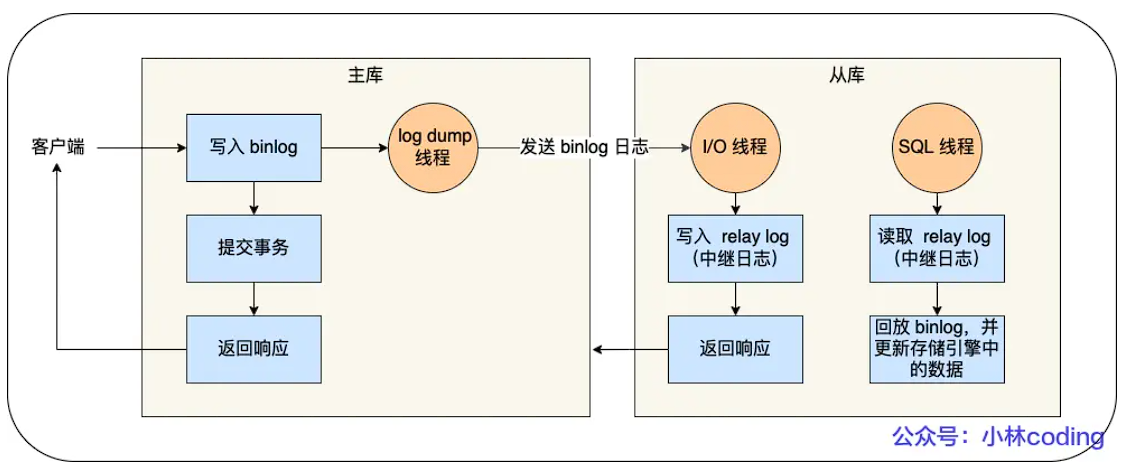 主库
从库
客户端
写入 binlog
log dump
线程
发送 binlog 日志
I/O 线程
SQL 线程
提交事务
写入 relay log
（中继日志）
读取 relay log
（中继日志）
返回响应
返回响应
回放 binlog，并
更新存储引擎中
的数据
公众号：小林coding